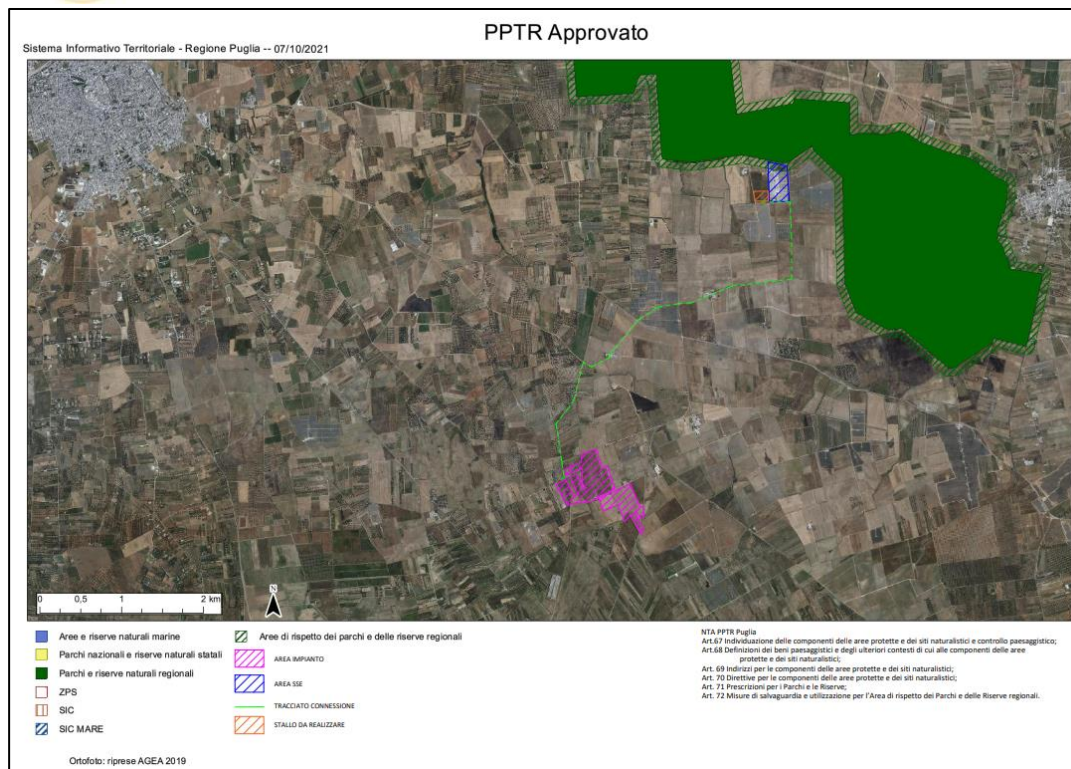 PPTR Approvato
Sistema Informativo Territoriale - Regione Puglia -- 07/10/2021
0 0,5 1 2 km
N
Aree e riserve naturali marine
Parchi nazionali e riserve naturali statali
Parchi e riserve naturali regionali
ZPS
SIC
SIC MARE
Aree di rispetto dei parchi e delle riserve regionali
AREA IMPIANTO
AREA SSE
TRACCIATO CONNESSIONE
STALLO DA REALIZZARE
NTA PPTR Puglia
Art.67 Individuazione delle componenti delle aree protette e dei siti naturalistici e controllo paesaggistico;
Art.68 Definizioni dei beni paesaggistici e degli ulteriori contesti di cui alle componenti delle aree
protette e dei siti naturalistici;
Art. 69 Indirizzi per le componenti delle aree protette e dei siti naturalistici;
Art. 70 Direttive per le componenti delle aree protette e dei siti naturalistici;
Art. 71 Prescrizioni per i Parchi e le Riserve;
Art. 72 Misure di salvaguardia e utilizzazione per l'Area di rispetto dei Parchi e delle Riserve regionali.
Ortofoto: riprese AGEA 2019